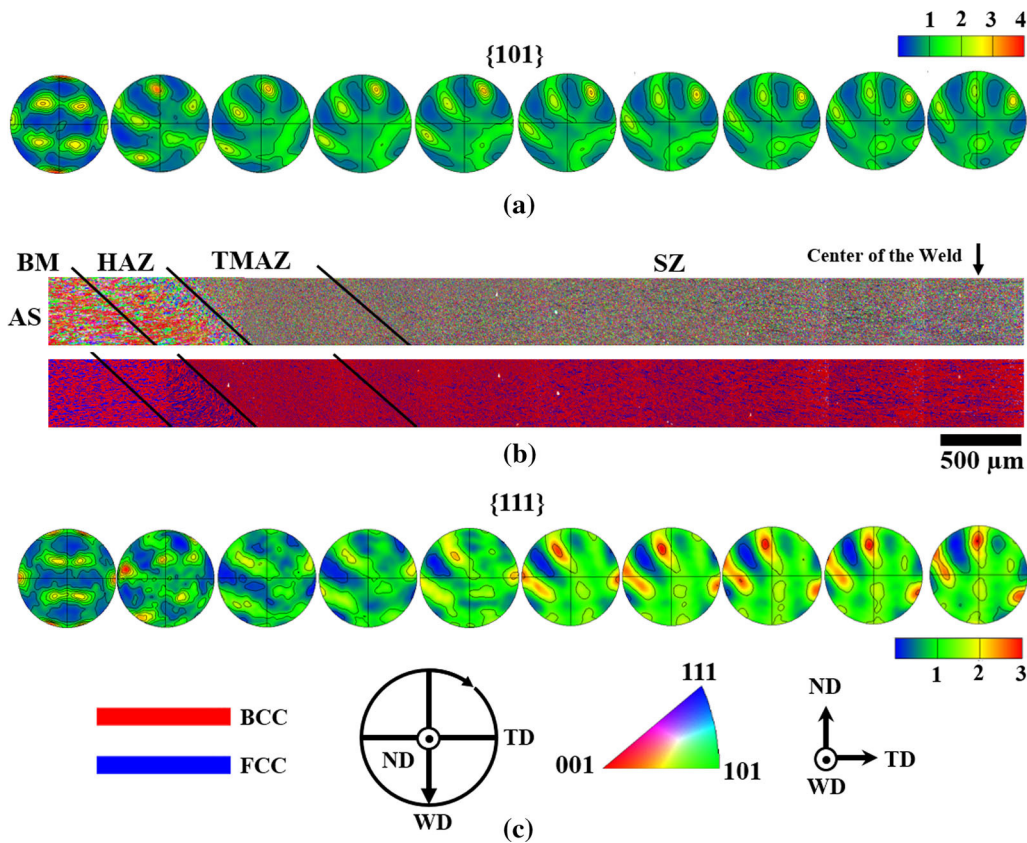 1 2 3 4
{101}
(a)
BM HAZ TMAZ SZ Center of the Weld
AS
(b)
500 μm
{111}
1 2 3
BCC
FCC
ND TD
WD
111
001 101
ND
TD
WD
(c)